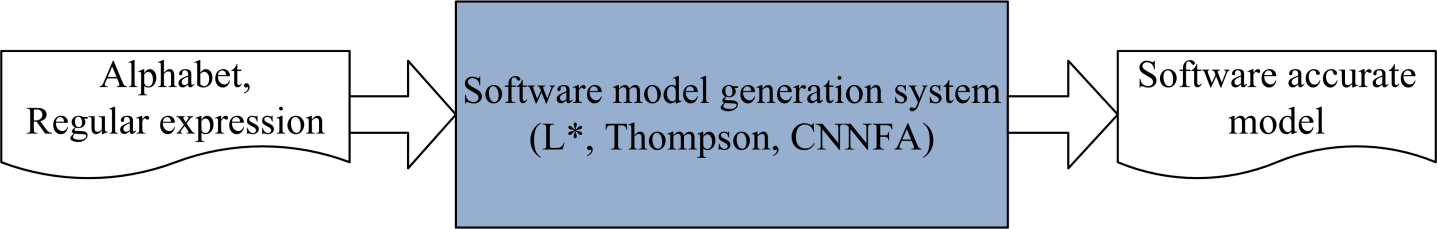 Alphabet,
Regular expression
Software model generation system
(L*, Thompson, CNNFA)
Software accurate
model